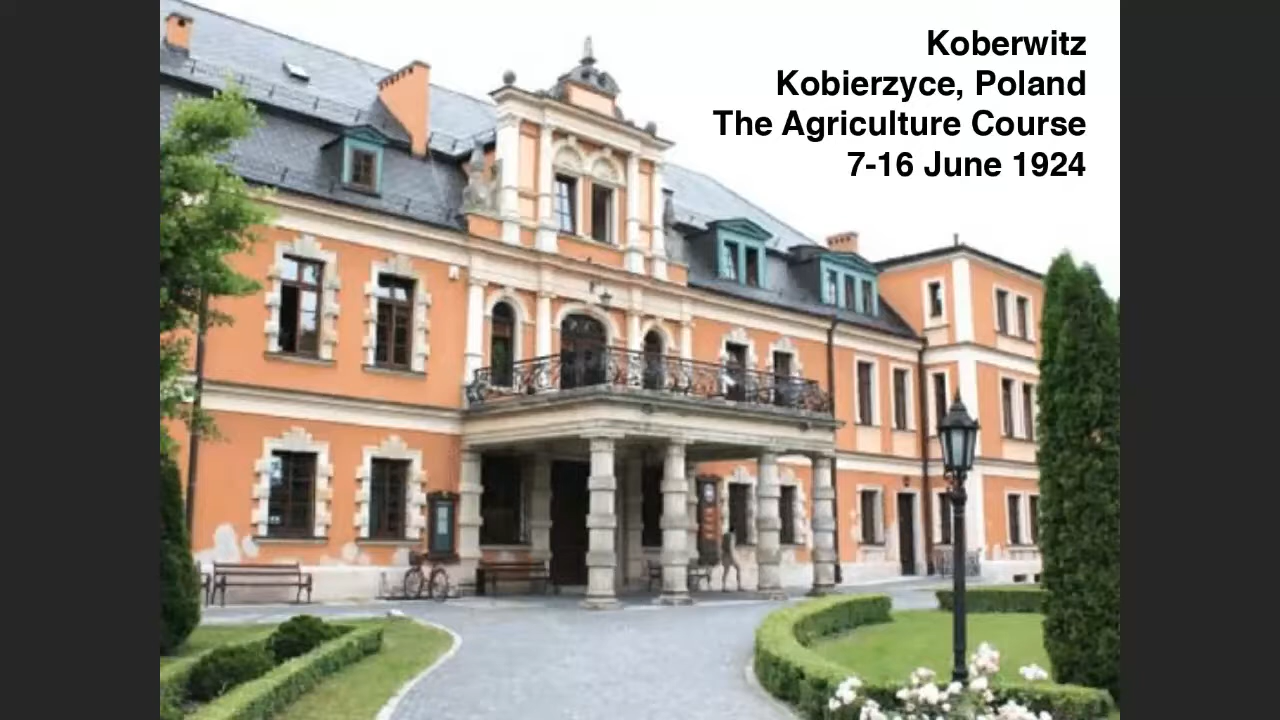 Koberwitz
Kobierzyce, Poland
The Agriculture Course
7-16 June 1924